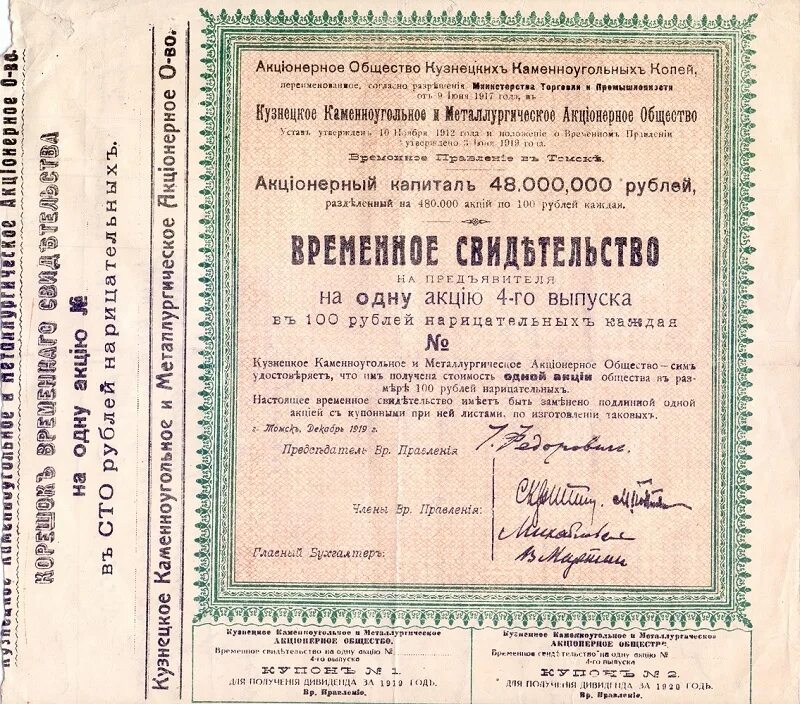 Кузнецкое Каменноугольное и Металлургическое Акціонерное О-во.
КОРЕШОКЪ ВРЕМЕННАГО СВИДѢТЕЛЬСТВА
на одну акцію №
въ СТО рублей нарицательныхъ.
Кузнецкое Каменноугольное и Металлургическое Акціонерное О-во.
Акціонерное Общество Кузнецкихъ Каменноугольныхъ Копей,
переименованное, согласно разрѣшенія Министерства Торговли и Промышленности
отъ 9 Іюня 1917 года, въ
Кузнецкое Каменноугольное и Металлургическое Акціонерное Общество
Уставъ утвержденъ 10 Ноября 1912 года и положеніе о Временномъ Правленіи
утверждено 3 Іюня 1919 года.
Временное Правленіе въ Томскѣ.
Акціонерный капиталъ 48,000,000 рублей,
раздѣленный на 480.000 акцій по 100 рублей каждая.
ВРЕМЕННОЕ СВИДѢТЕЛЬСТВО
НА ПРЕДЪЯВИТЕЛЯ
на одну акцію 4-го выпуска
въ 100 рублей нарицательныхъ каждая
№
Кузнецкое Каменноугольное и Металлургическое Акціонерное Общество—симъ
удостовѣряетъ, что имъ получена стоимость одной акціи общества въ раз-
мѣрѣ 100 рублей нарицательныхъ.
Настоящее временное свидѣтельство имѣетъ быть замѣнено подлинной одной
акціей съ купонными при ней листами, по изготовленіи таковыхъ.
г. Томскъ, Декабрь 1919 г.
Предсѣдатель Вр. Правленія
Члены Вр. Правленія:
Главный Бухгалтеръ:
Кузнецкое Каменноугольное и Металлургическое
АКЦІОНЕРНОЕ ОБЩЕСТВО.
Временное свидѣтельство на одну акцію №
4-го выпуска
КУПОНЪ № 1.
ДЛЯ ПОЛУЧЕНІЯ ДИВИДЕНДА ЗА 1919 ГОДЪ.
Вр. Правленіе.
Кузнецкое Каменноугольное и Металлургическое
АКЦІОНЕРНОЕ ОБЩЕСТВО.
Временное свидѣтельство на одну акцію №
4-го выпуска
КУПОНЪ № 2.
ДЛЯ ПОЛУЧЕНІЯ ДИВИДЕНДА ЗА 1920 ГОДЪ.
Вр. Правленіе.